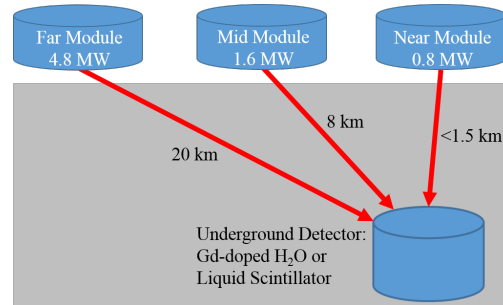 Far Module
4.8 MW
Mid Module
1.6 MW
Near Module
0.8 MW
8 km
<1.5 km
20 km
Underground Detector:
Gd-doped H₂O or
Liquid Scintillator